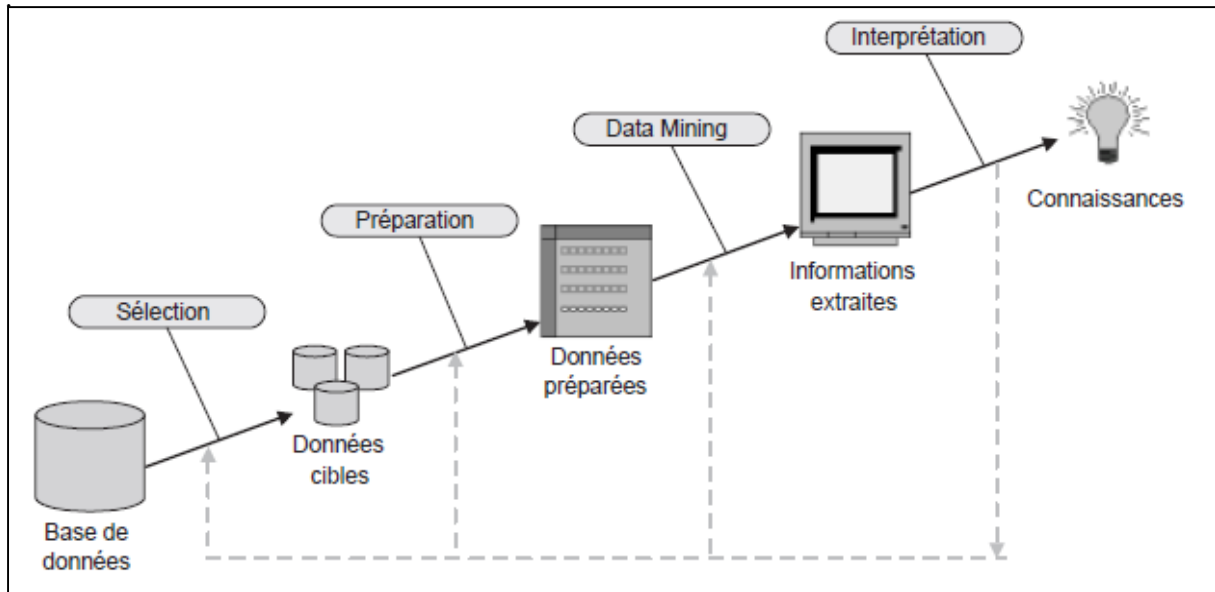 Interprétation
Data Mining
Connaissances
Préparation
Informations
extraites
Sélection
Données
préparées
Données
cibles
Base de
données